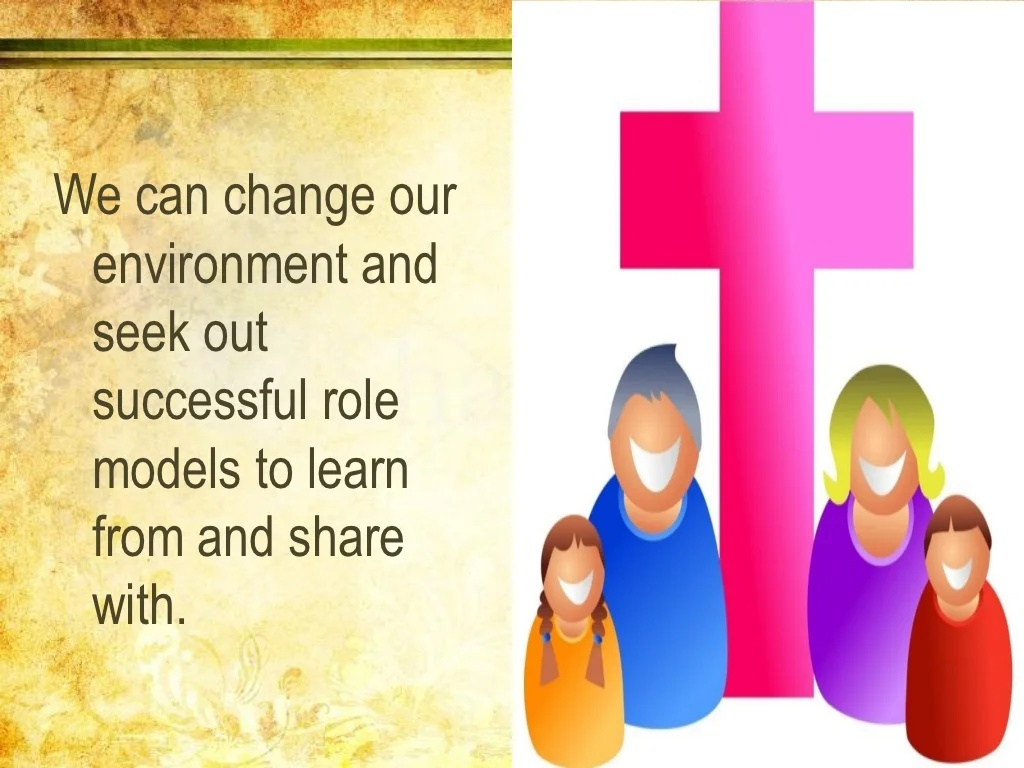 We can change our
environment and
seek out
successful role
models to learn
from and share
with.